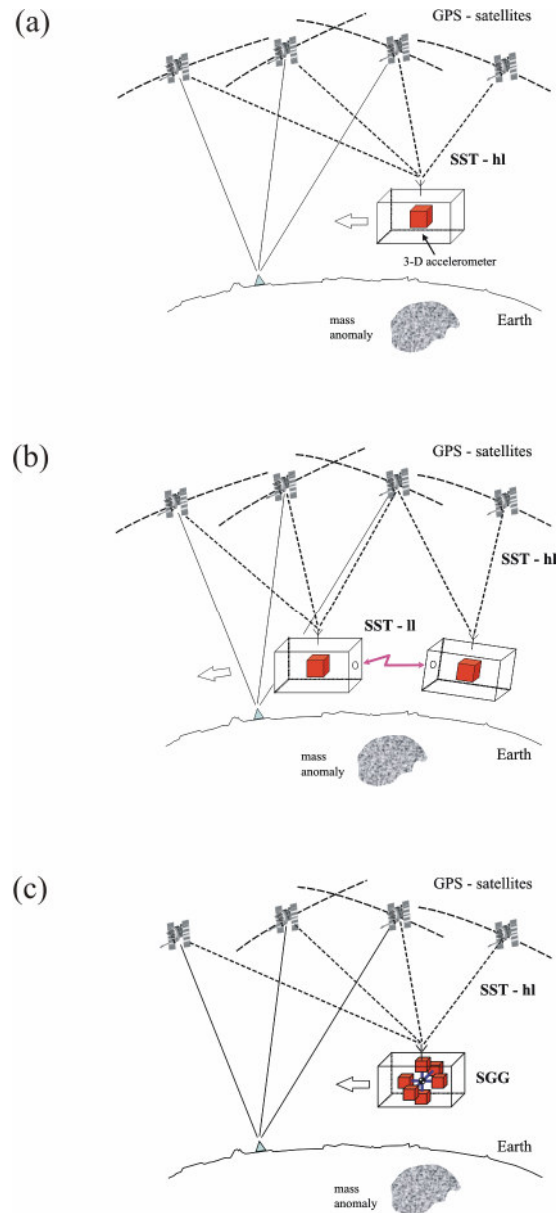 (a)
GPS - satellites
SST - hl
3-D accelerometer
mass
anomaly
Earth
(b)
GPS - satellites
SST - hl
SST - ll
mass
anomaly
Earth
(c)
GPS - satellites
SST - hl
SGG
Earth
mass
anomaly